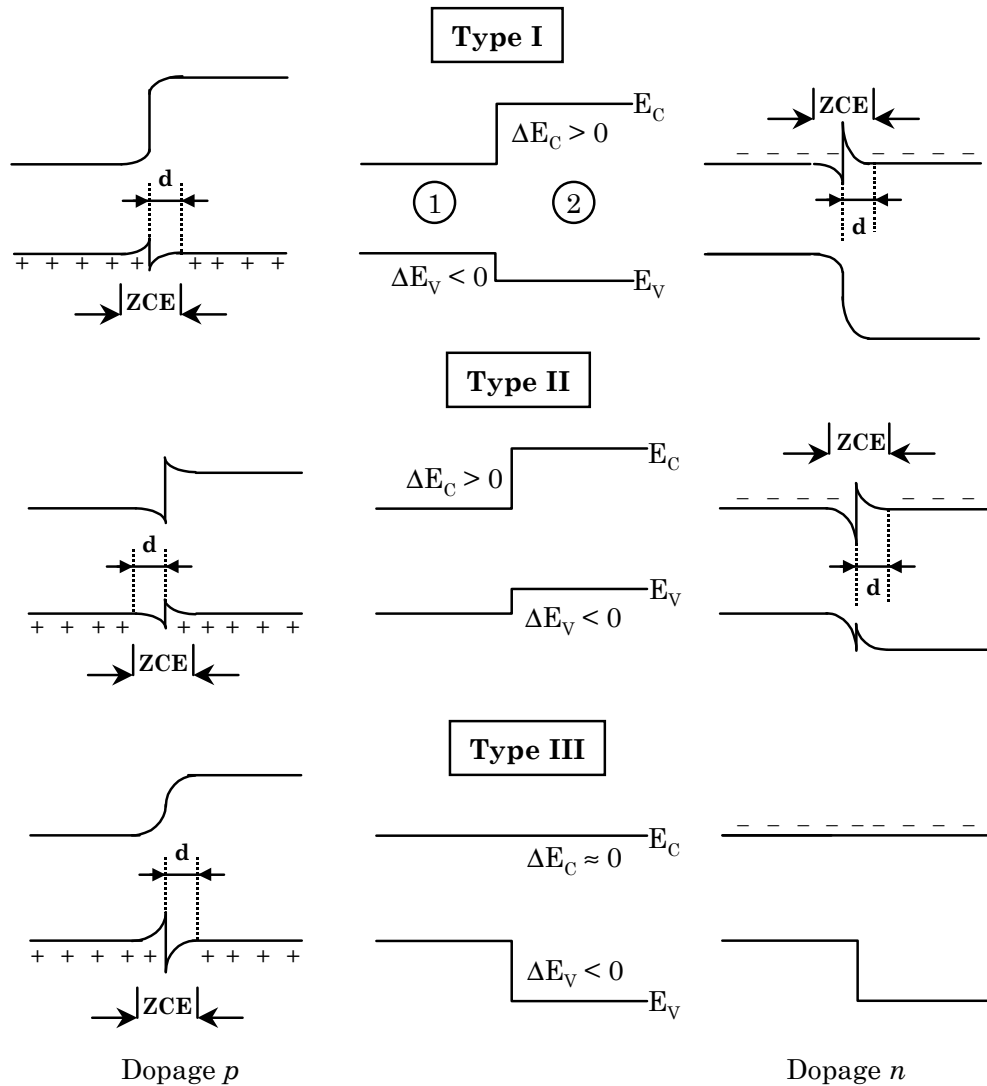 Type I
E_C
ΔE_C > 0
ZCE
− − − − − − − − −
d
1
2
d
+ + + + + + + + + + +
ΔE_V < 0
E_V
ZCE
Type II
ZCE
E_C
ΔE_C > 0
− − − − − − − − −
d
d
E_V
ΔE_V < 0
+ + + + + + + + + + +
ZCE
Type III
− − − − − − − − − −
E_C
ΔE_C ≈ 0
d
+ + + + + + + + + + + +
ΔE_V < 0
E_V
ZCE
Dopage p
Dopage n